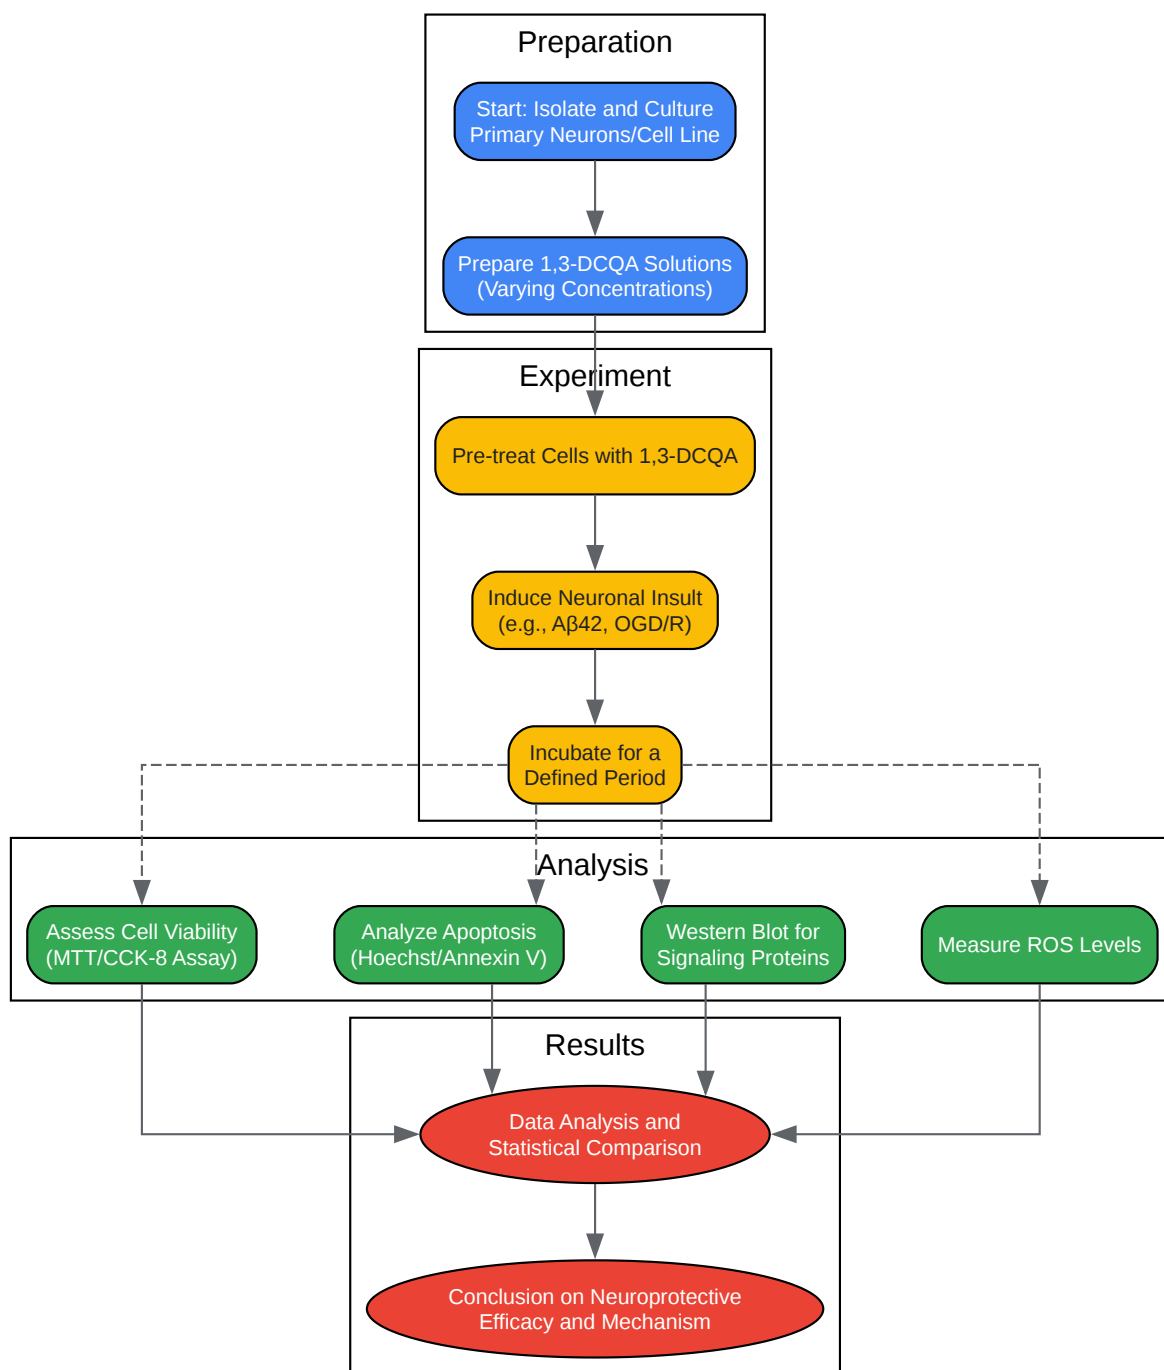 Preparation
Start: Isolate and Culture
Primary Neurons/Cell Line
Prepare 1,3-DCQA Solutions
(Varying Concentrations)
Experiment
Pre-treat Cells with 1,3-DCQA
Induce Neuronal Insult
(e.g., Aβ42, OGD/R)
Incubate for a
Defined Period
Analysis
Assess Cell Viability
(MTT/CCK-8 Assay)
Analyze Apoptosis
(Hoechst/Annexin V)
Western Blot for
Signaling Proteins
Measure ROS Levels
Results
Data Analysis and
Statistical Comparison
Conclusion on Neuroprotective
Efficacy and Mechanism